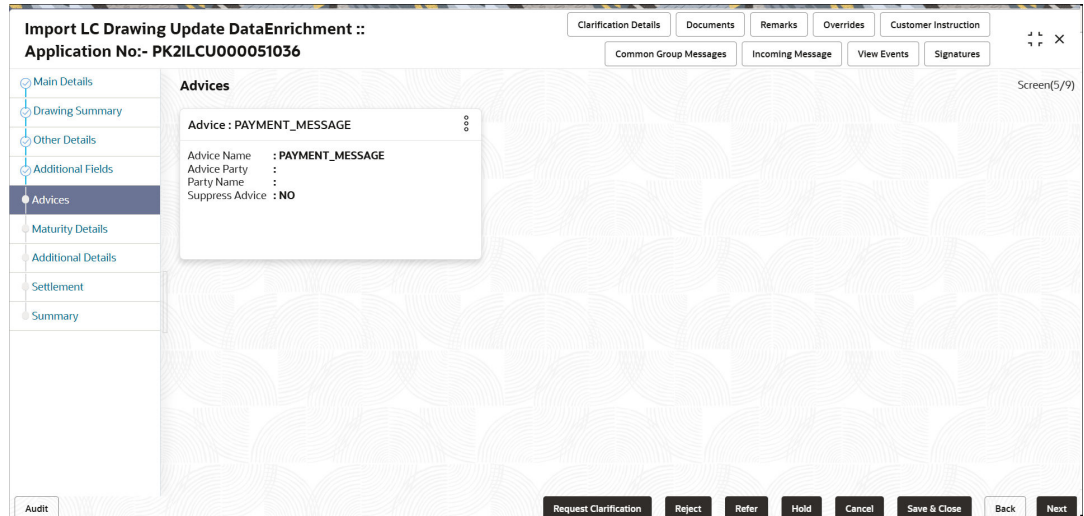 Import LC Drawing Update DataEnrichment ::
Application No:- PK2ILCU000051036
Clarification Details
Documents
Remarks
Overrides
Customer Instruction
Common Group Messages
Incoming Message
View Events
Signatures
Main Details
Drawing Summary
Other Details
Additional Fields
Advices
Maturity Details
Additional Details
Settlement
Summary
Advices
Screen(5/9)
Advice : PAYMENT_MESSAGE
Advice Name : PAYMENT_MESSAGE
Advice Party :
Party Name :
Suppress Advice : NO
Audit
Request Clarification
Reject
Refer
Hold
Cancel
Save & Close
Back
Next